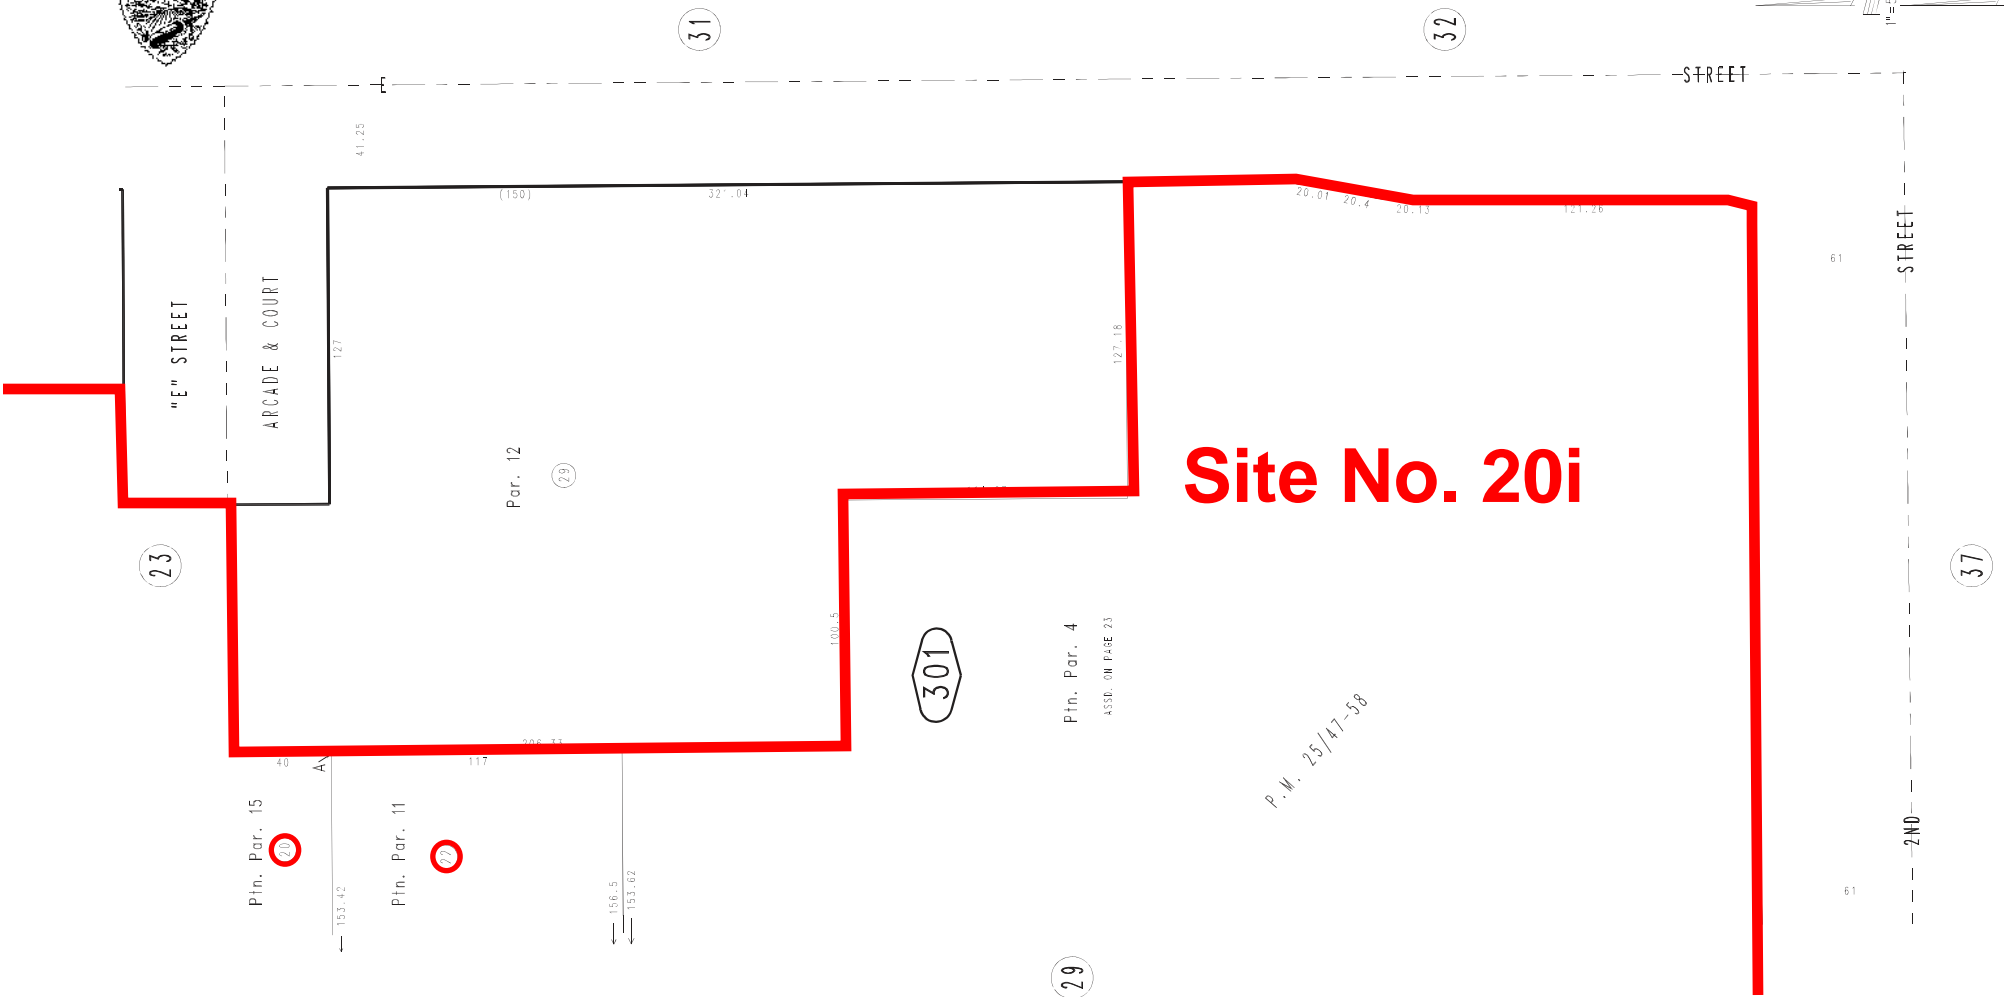 31
32
1"=
E
STREET
41.25
(150)
32'.04
20.01
20.4
20.13
121.26
61
STREET
"E" STREET
ARCADE & COURT
127
127.18
Par. 12
29
Site No. 20i
23
37
100.5
301
Ptn. Par. 4
ASSD. ON PAGE 23
P.M. 25/47-58
206.33
40
A
117
Ptn. Par. 15
20
Ptn. Par. 11
22
153.42
156.5
153.62
2ND
61
29